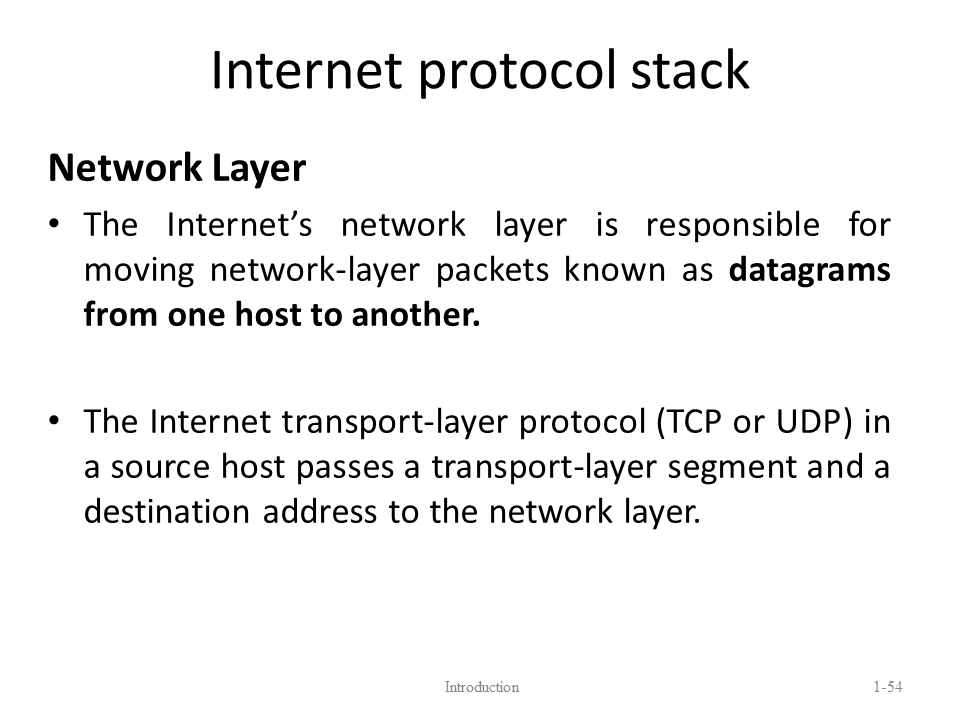 Internet protocol stack
Network Layer
• The Internet’s network layer is responsible for
moving network-layer packets known as datagrams
from one host to another.
• The Internet transport-layer protocol (TCP or UDP) in
a source host passes a transport-layer segment and a
destination address to the network layer.
Introduction
1-54